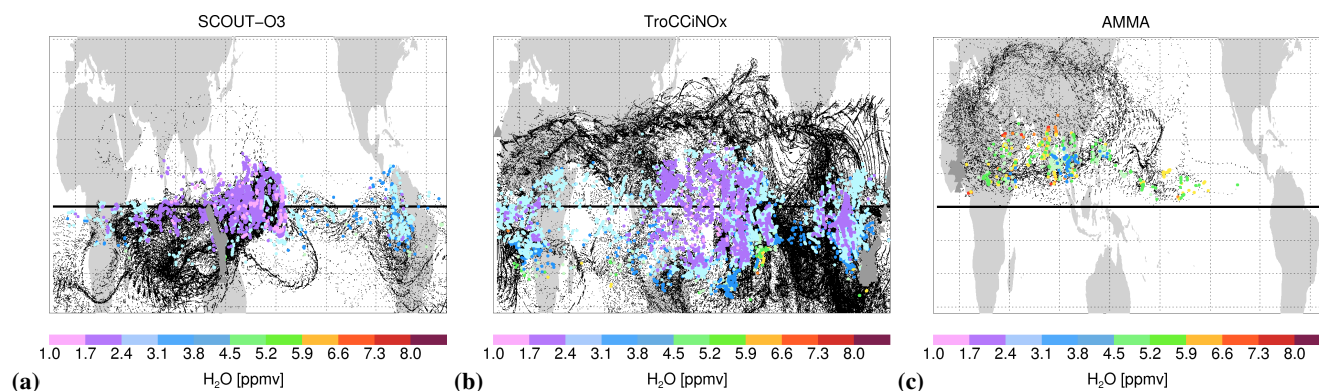 SCOUT−O3
TroCCiNOx
AMMA
1.0 1.7 2.4 3.1 3.8 4.5 5.2 5.9 6.6 7.3 8.0
1.0 1.7 2.4 3.1 3.8 4.5 5.2 5.9 6.6 7.3 8.0
1.0 1.7 2.4 3.1 3.8 4.5 5.2 5.9 6.6 7.3 8.0
(a) H₂O [ppmv]
(b) H₂O [ppmv]
(c) H₂O [ppmv]